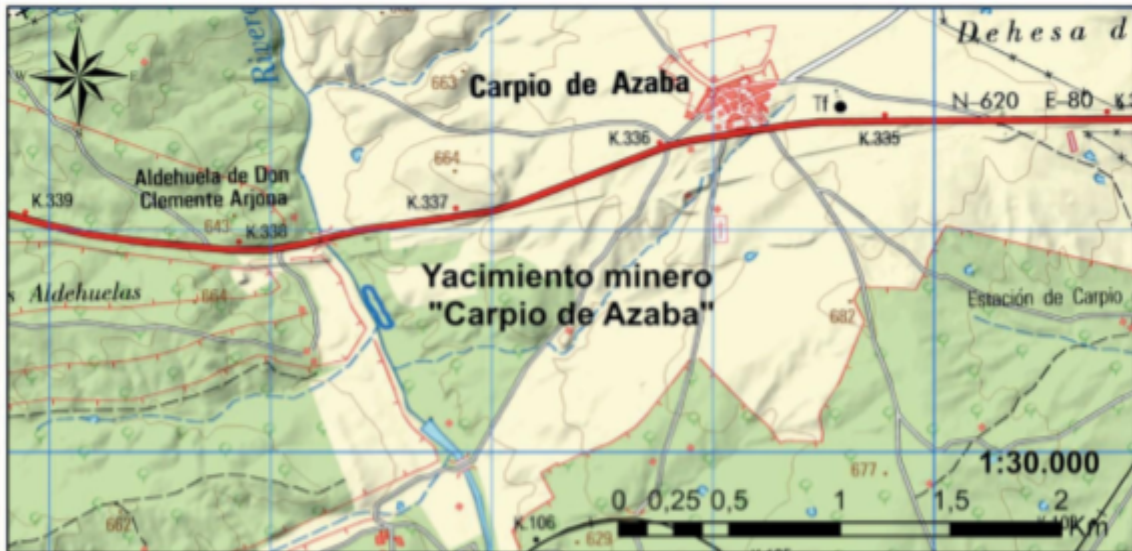 N
W
E
Dehesa d
663
Carpio de Azaba
Tf
N-620 E-80
K.336
K.335
664
Aldehuela de Don
Clemente Arjona
K.339
K.337
643
K.338
Yacimiento minero
"Carpio de Azaba"
s Aldehuelas
664
682
Estación de Carpio
677
1:30.000
0 0,25 0,5 1 1,5 2
Km
662
K.106
629